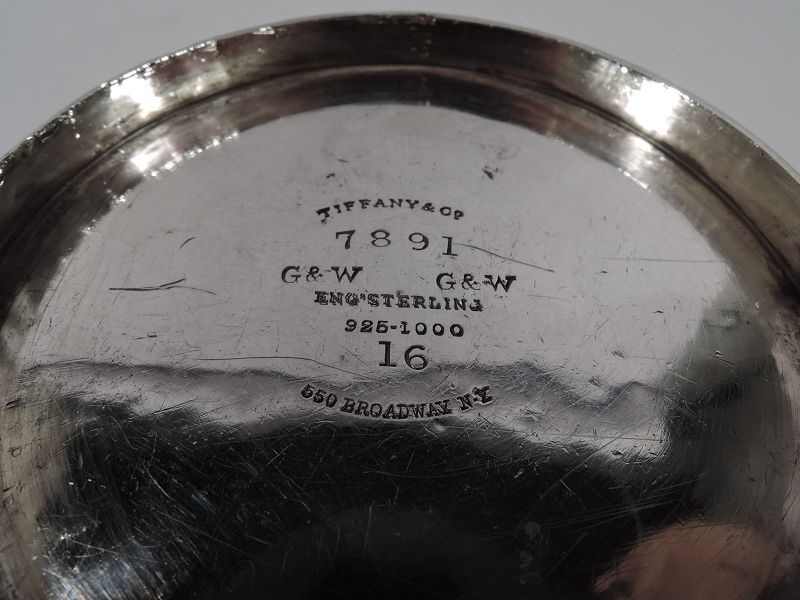 TIFFANY & Co
7891
G&W G&W
ENG'STERLING
925-1000
16
550 BROADWAY N.Y.